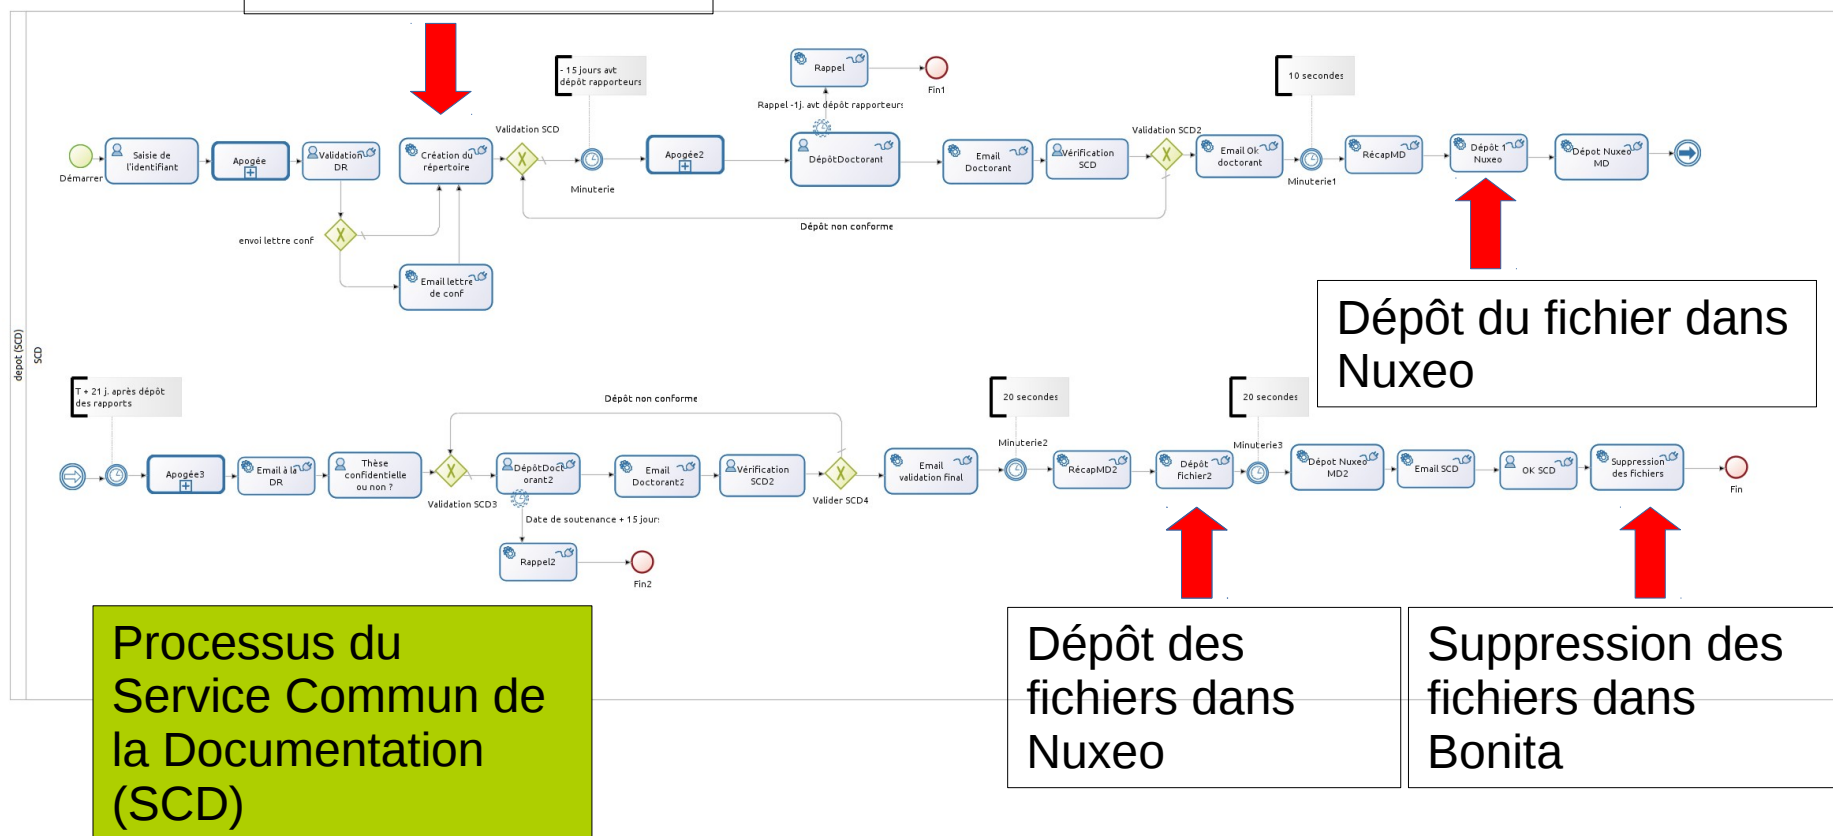 - 15 jours avt
dépôt rapporteurs
Rappel
Fin1
Rappel -1j. avt dépôt rapporteurs
10 secondes
Validation SCD
Validation SCD2
Démarrer
Saisie de
l'identifiant
Apogée
Validation
DR
Création du
répertoire
Minuterie
Apogée2
DépôtDoctorant
Email
Doctorant
Vérification
SCD
Email Ok
doctorant
Minuterie1
RécapMD
Dépôt 1
Nuxeo
Dépot Nuxeo
MD
envoi lettre conf
Email lettre
de conf
Dépôt non conforme
Dépôt du fichier dans
Nuxeo
depot (SCD)
SCD
T + 21 j. après dépôt
des rapports
Dépôt non conforme
20 secondes
20 secondes
Apogée3
Email à la
DR
Thèse
confidentielle
ou non ?
Validation SCD3
DépôtDoct
orant2
Email
Doctorant2
Vérification
SCD2
Valider SCD4
Email
validation final
Minuterie2
RécapMD2
Dépôt
fichier2
Minuterie3
Dépot Nuxeo
MD2
Email SCD
OK SCD
Suppression
des fichiers
Fin
Date de soutenance + 15 jours
Rappel2
Fin2
Processus du
Service Commun de
la Documentation
(SCD)
Dépôt des
fichiers dans
Nuxeo
Suppression des
fichiers dans
Bonita